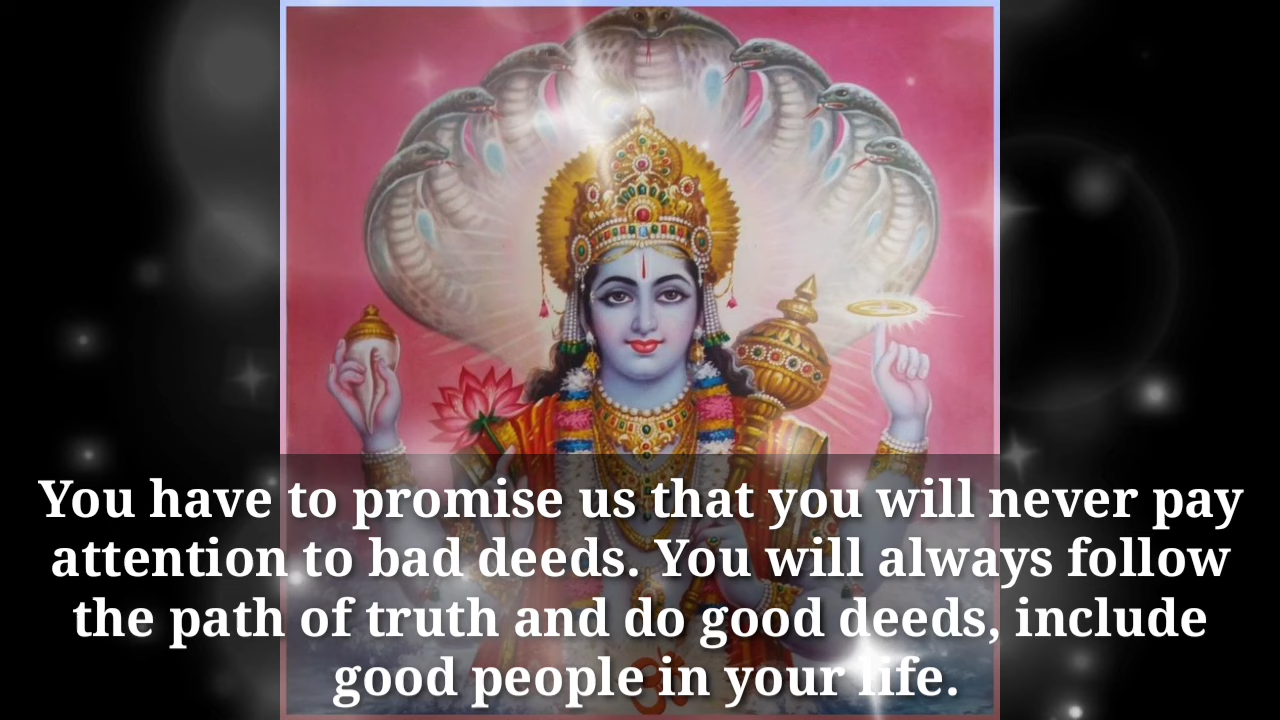 You have to promise us that you will never pay
attention to bad deeds. You will always follow
the path of truth and do good deeds, include
good people in your life.